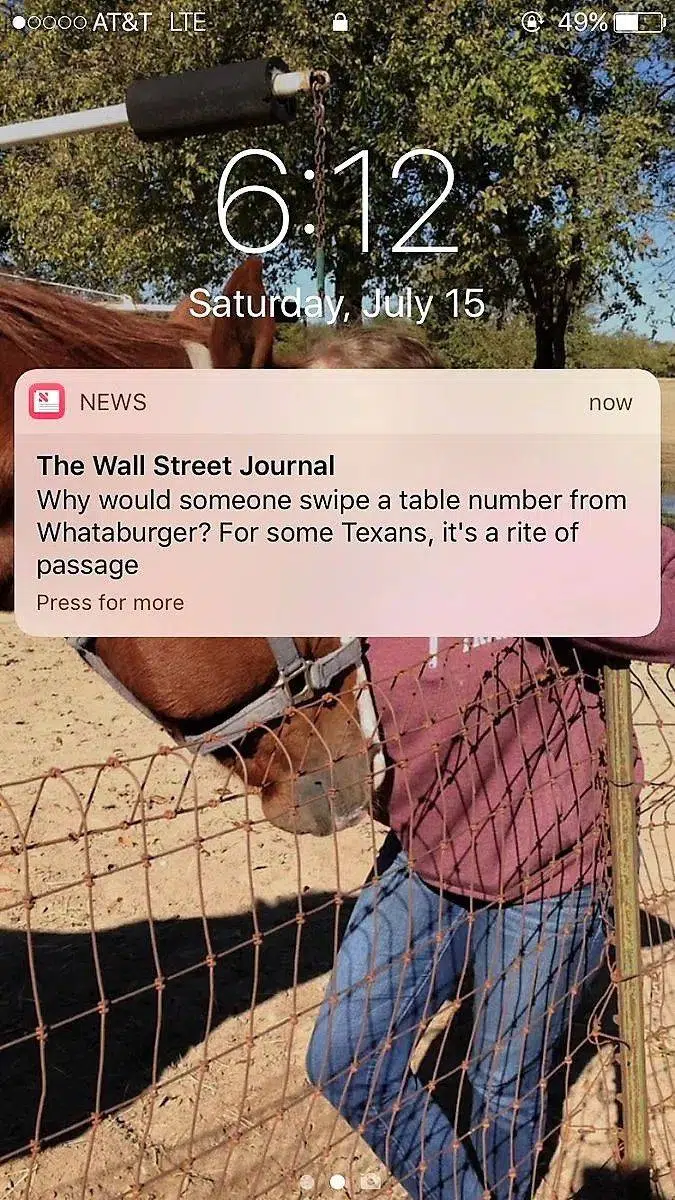 AT&T LTE 49%
6:12
Saturday, July 15
NEWS now
The Wall Street Journal
Why would someone swipe a table number from
Whataburger? For some Texans, it's a rite of
passage
Press for more